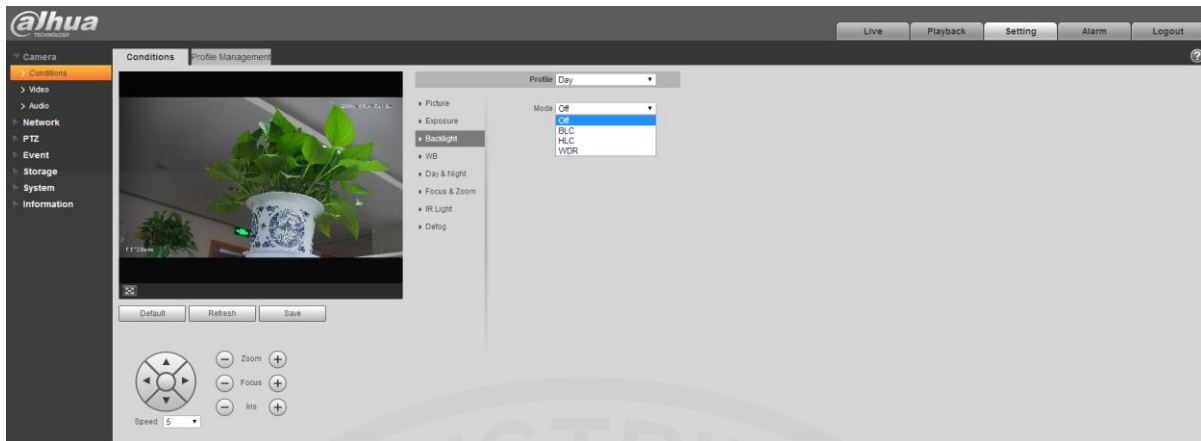 alhua
TECHNOLOGY
Live
Playback
Setting
Alarm
Logout
Camera
Conditions
Video
Audio
Network
PTZ
Event
Storage
System
Information
Conditions
Profile Management
Default
Refresh
Save
Zoom
Focus
Iris
Speed 5
Profile Day
Picture
Exposure
Backlight
WB
Day & Night
Focus & Zoom
IR Light
Defog
Mode Off
Off
BLC
HLC
WDR